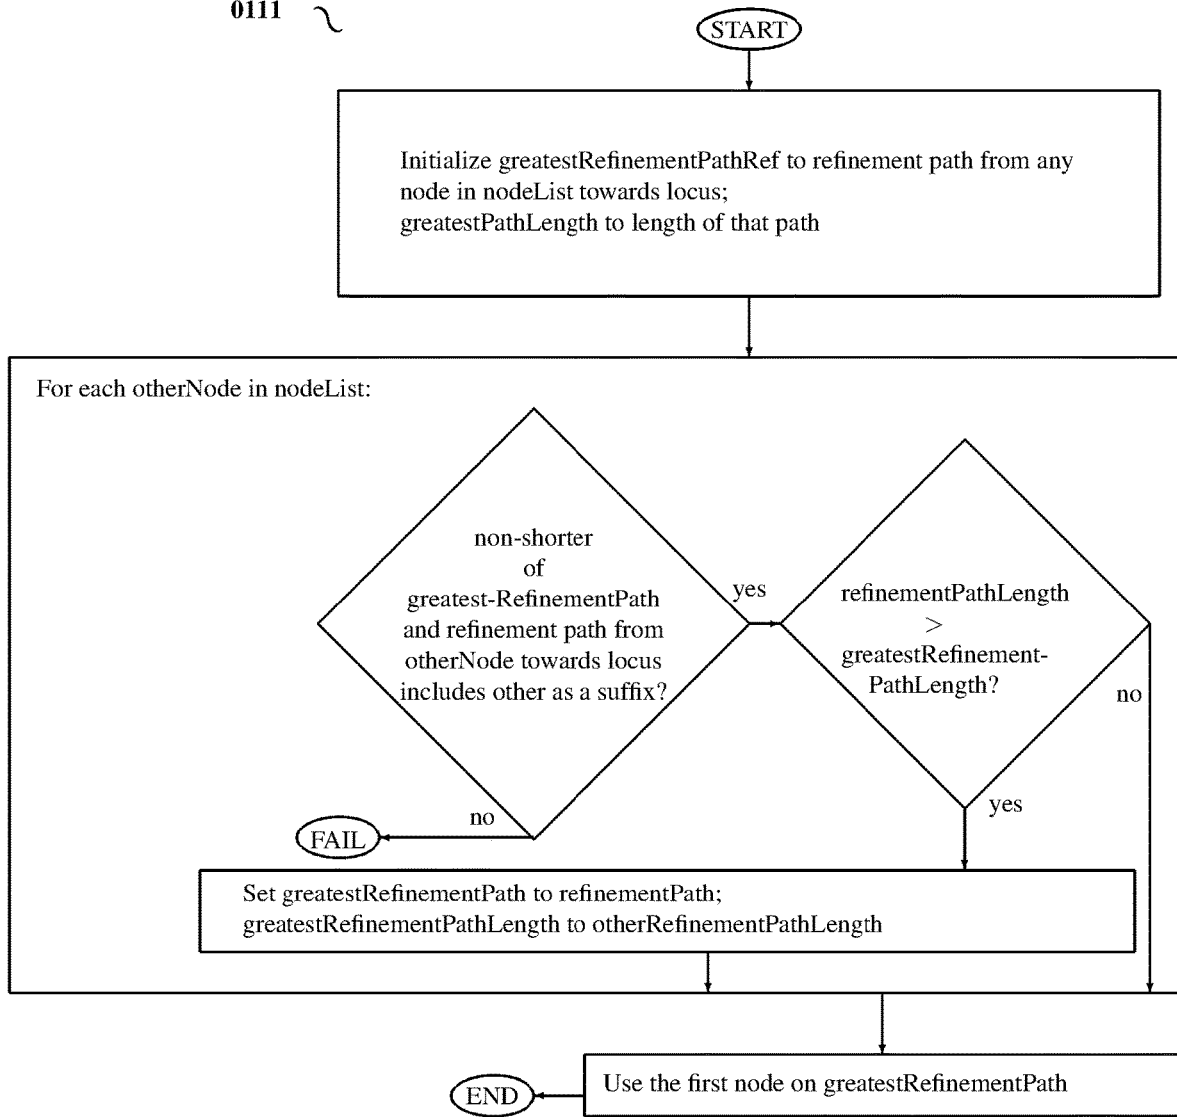 0111
START
Initialize greatestRefinementPathRef to refinement path from any
node in nodeList towards locus;
greatestPathLength to length of that path
For each otherNode in nodeList:
non-shorter
of
greatest-RefinementPath
and refinement path from
otherNode towards locus
includes other as a suffix?
yes
refinementPathLength
>
greatestRefinement-
PathLength?
no
yes
no
FAIL
Set greatestRefinementPath to refinementPath;
greatestRefinementPathLength to otherRefinementPathLength
Use the first node on greatestRefinementPath
END